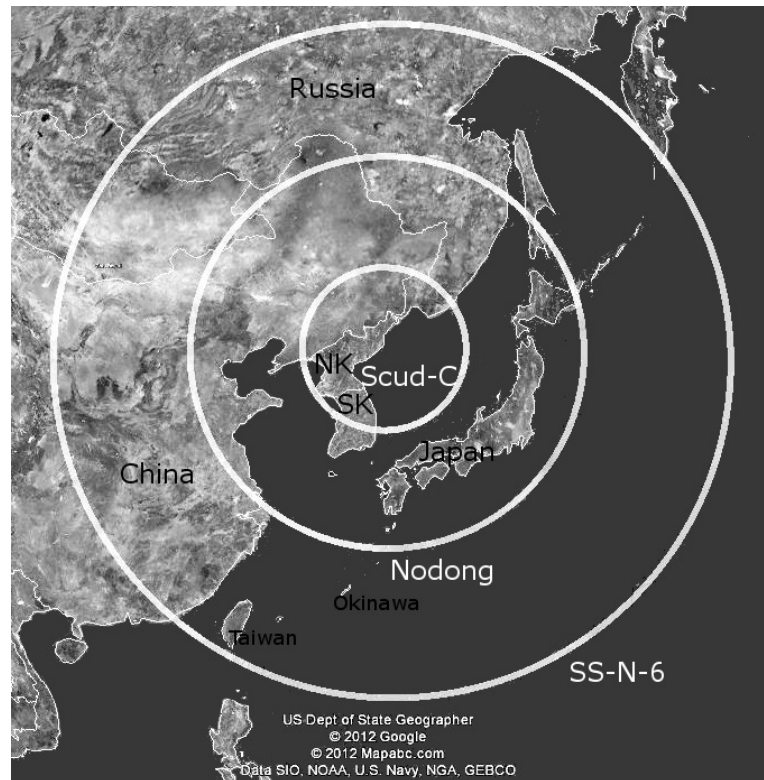 Russia
NK
Scud-C
SK
Japan
China
Nodong
Okinawa
Taiwan
SS-N-6
US Dept of State Geographer
© 2012 Google
© 2012 Mapabc.com
Data SIO, NOAA, U.S. Navy, NGA, GEBCO